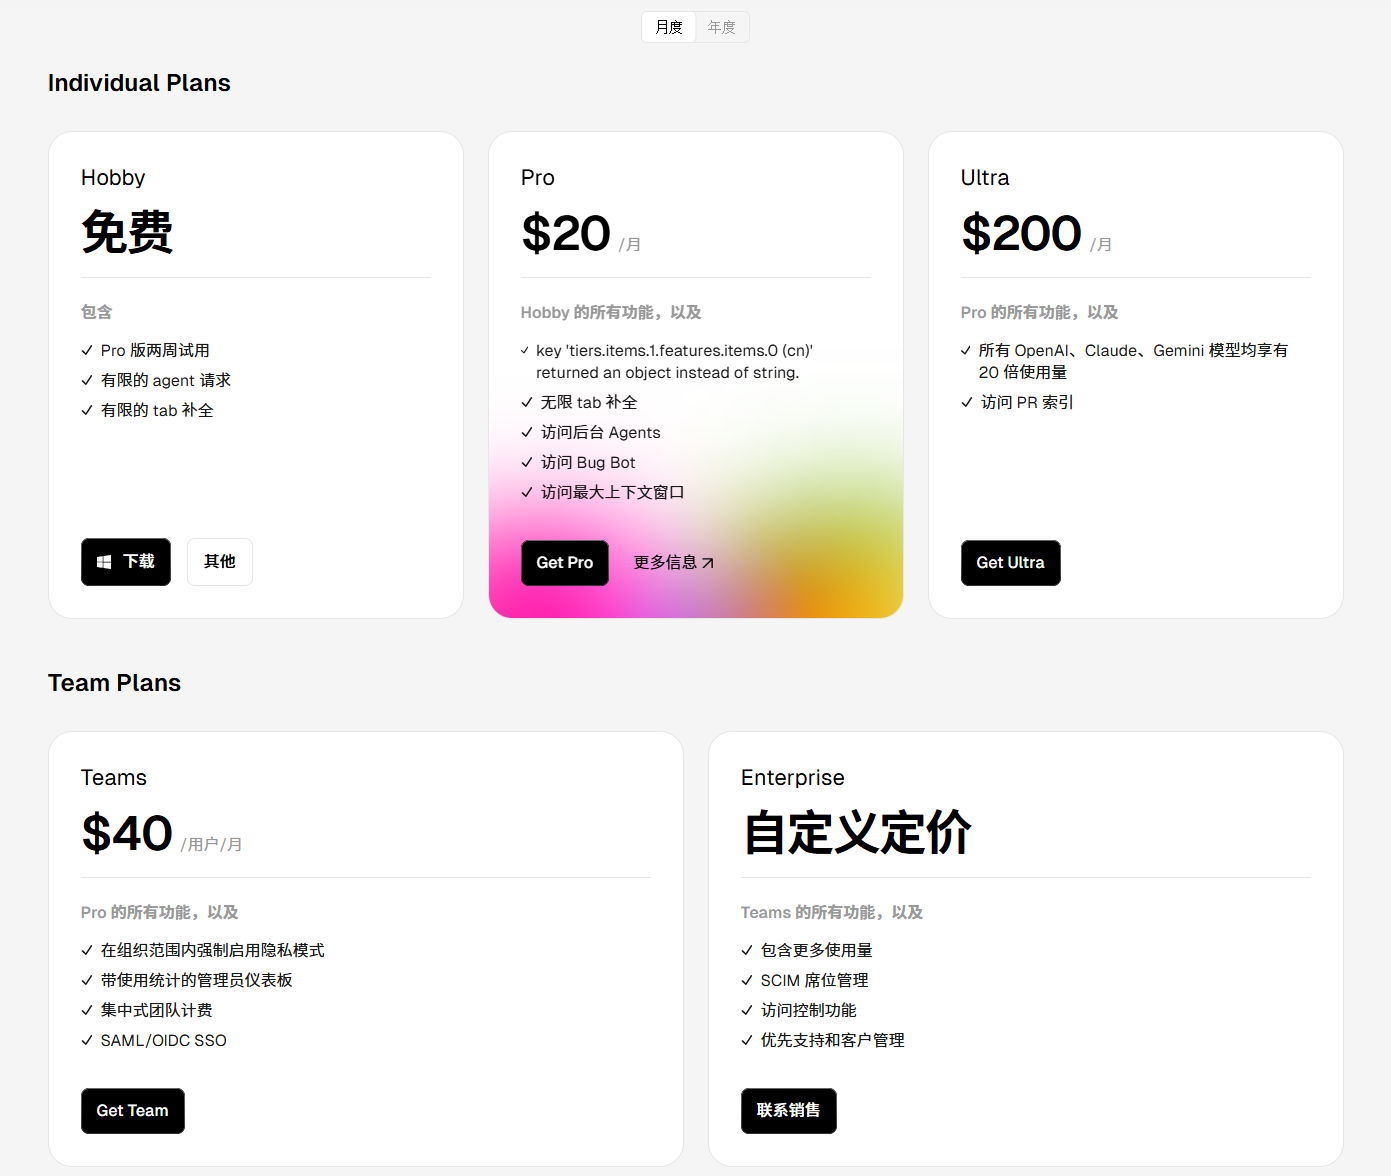 月度
年度
Individual Plans
Hobby
免费
包含
Pro 版两周试用
有限的 agent 请求
有限的 tab 补全
下载
其他
Pro
$20 /月
Hobby 的所有功能，以及
key 'tiers.items.1.features.items.0 (cn)'
returned an object instead of string.
无限 tab 补全
访问后台 Agents
访问 Bug Bot
访问最大上下文窗口
Get Pro
更多信息
Ultra
$200 /月
Pro 的所有功能，以及
所有 OpenAI、Claude、Gemini 模型均享有
20 倍使用量
访问 PR 索引
Get Ultra
Team Plans
Teams
$40 /用户/月
Pro 的所有功能，以及
在组织范围内强制启用隐私模式
带使用统计的管理员仪表板
集中式团队计费
SAML/OIDC SSO
Get Team
Enterprise
自定义定价
Teams 的所有功能，以及
包含更多使用量
SCIM 席位管理
访问控制功能
优先支持和客户管理
联系销售